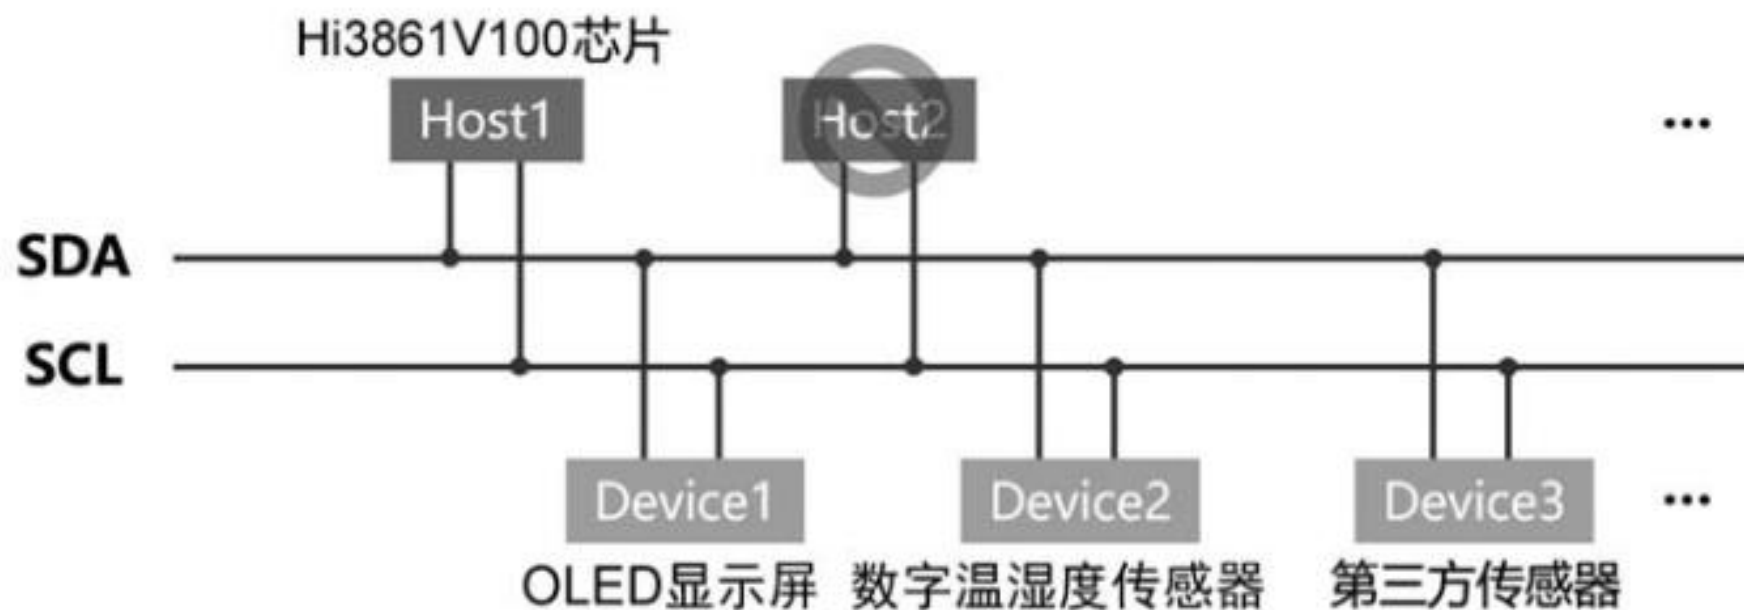 Hi3861V100芯片
Host1
Host2
...
SDA
SCL
Device1
Device2
Device3
...
OLED显示屏
数字温湿度传感器
第三方传感器